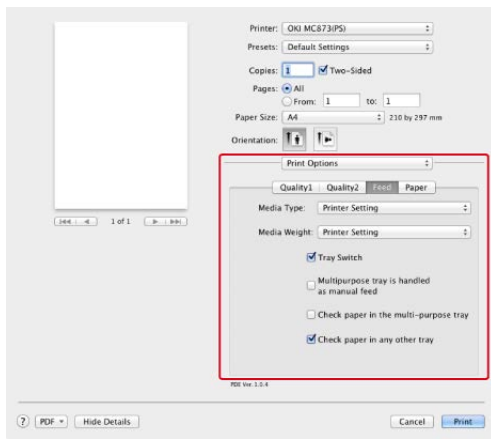 Printer: OKI MC873(PS)
Presets: Default Settings
Copies: 1 Two-Sided
Pages: All
From: 1 to: 1
Paper Size: A4 210 by 297 mm
Orientation:
Print Options
Quality1 Quality2 Feed Paper
Media Type: Printer Setting
1 of 1
Media Weight: Printer Setting
Tray Switch
Multipurpose tray is handled
as manual feed
Check paper in the multi-purpose tray
Check paper in any other tray
PDE Ver. 1.0.4
? PDF Hide Details Cancel Print